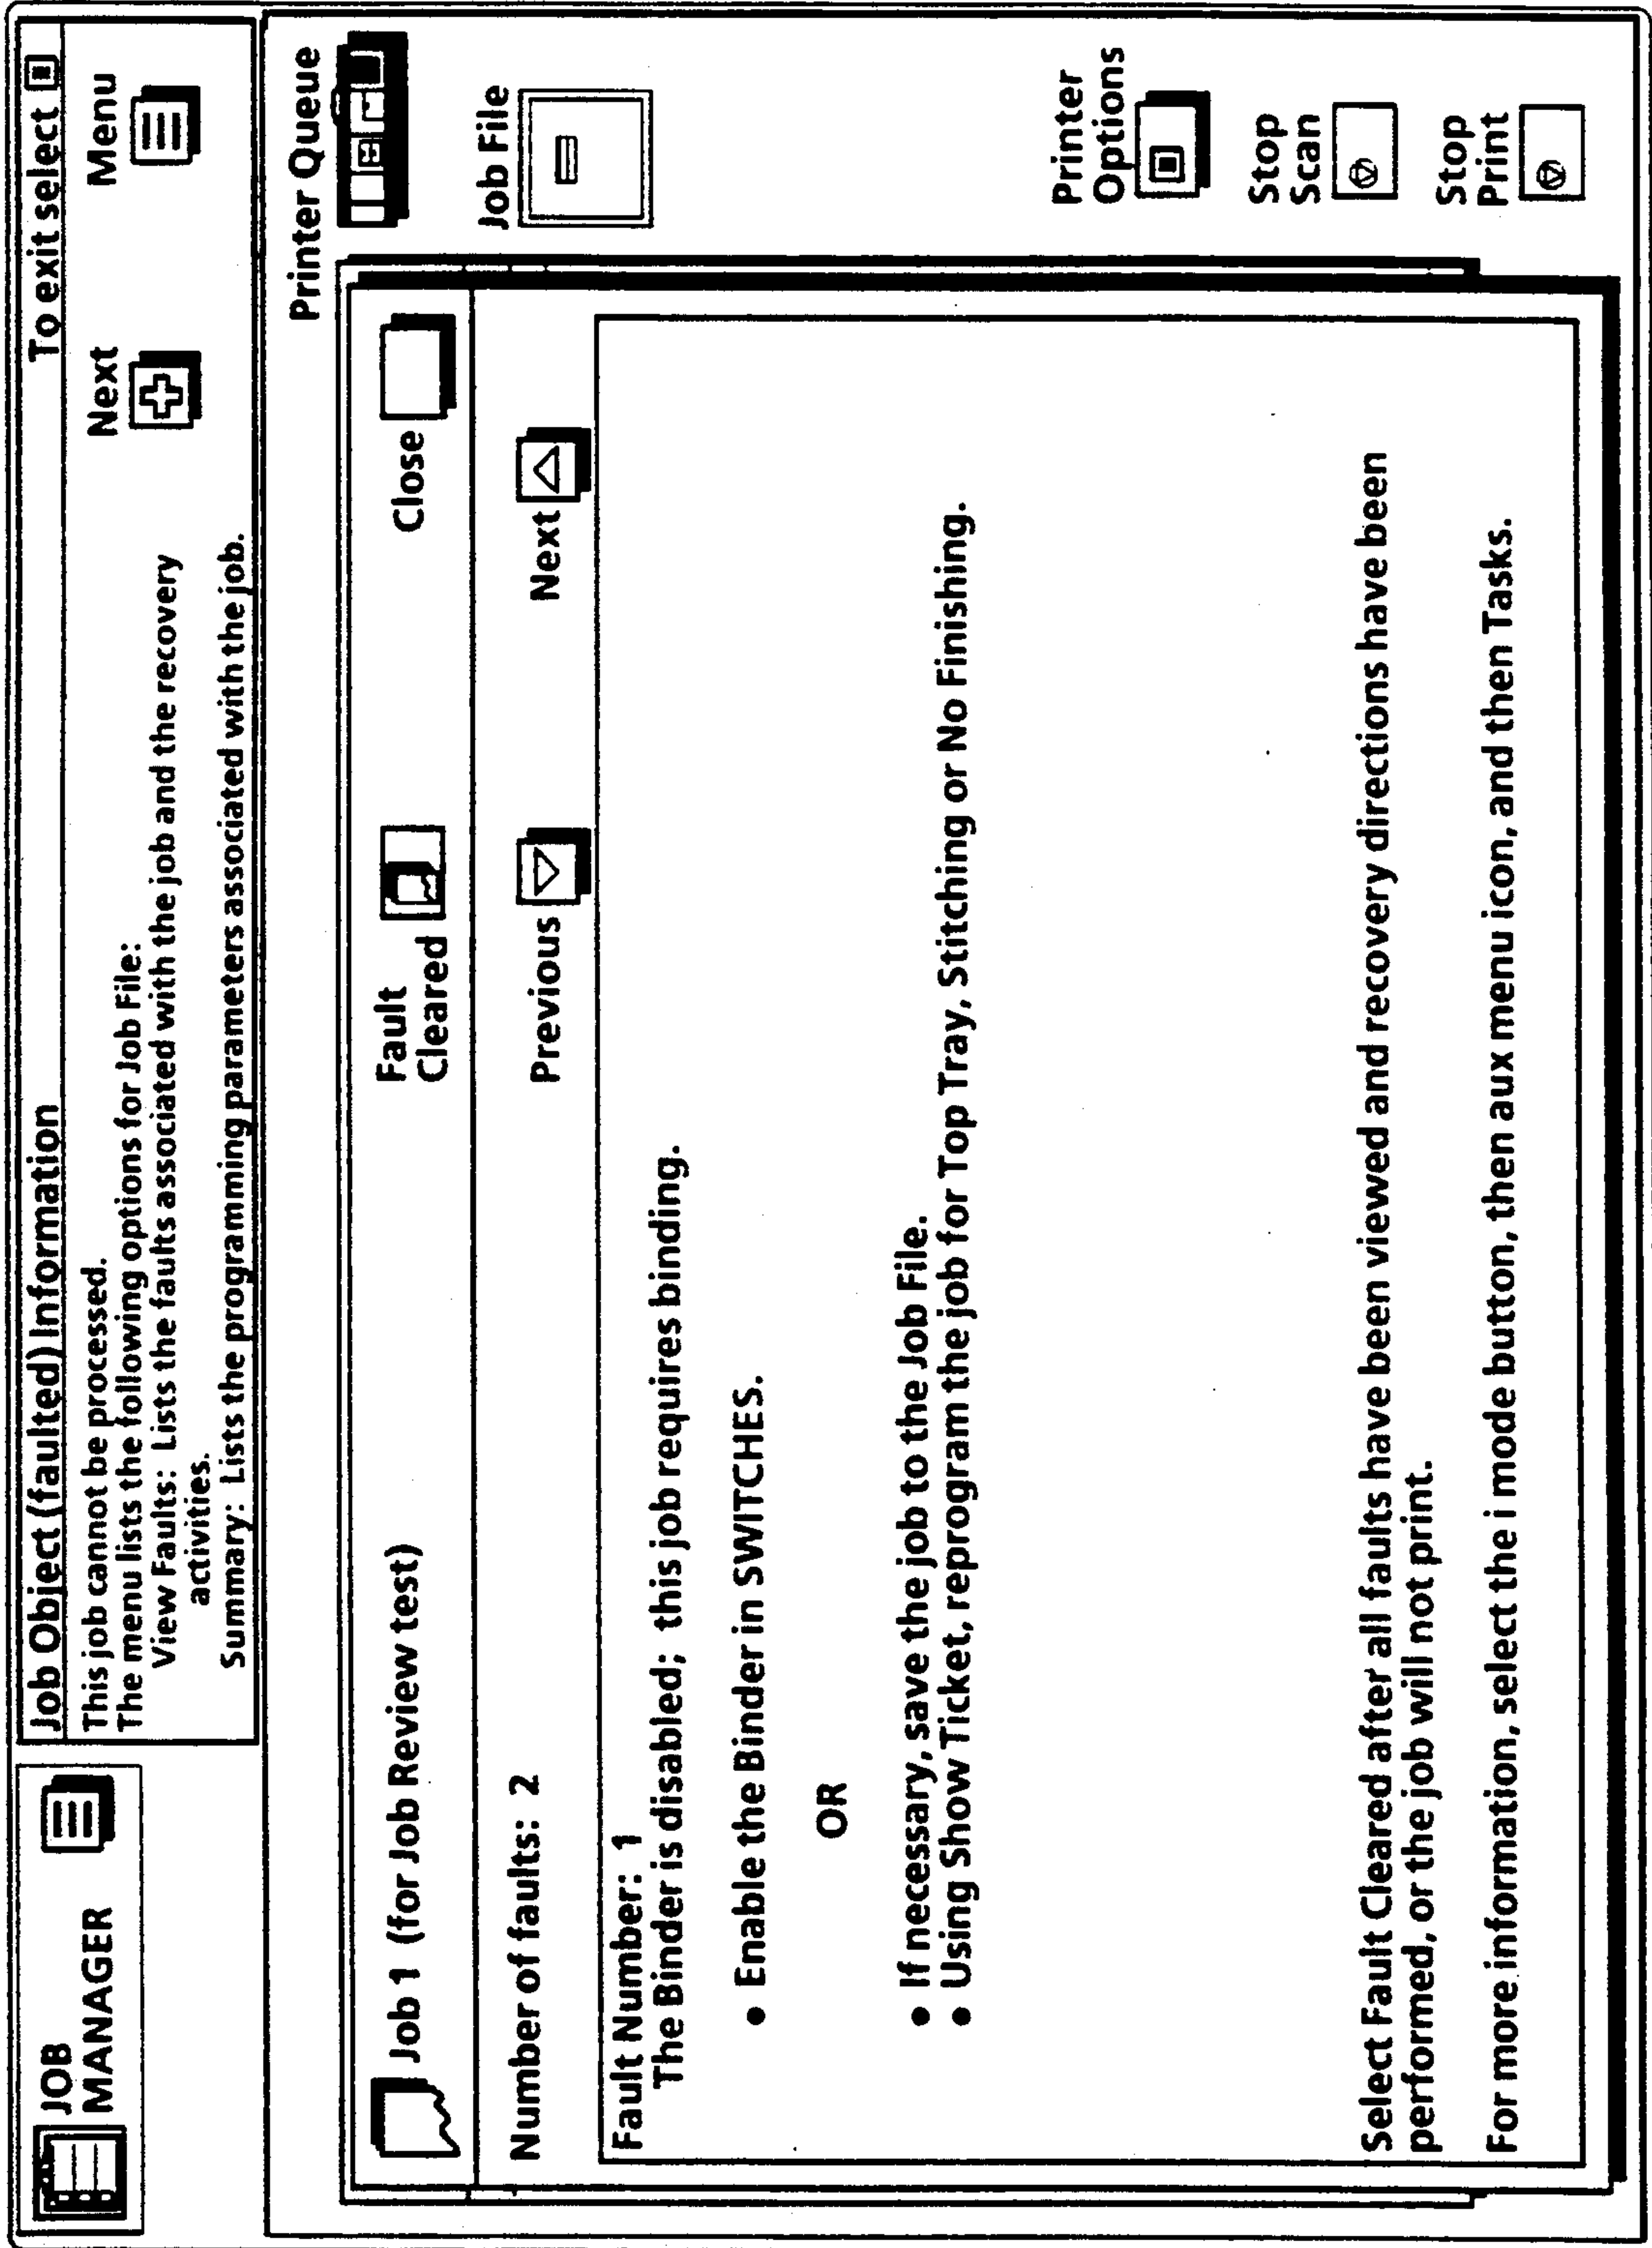 JOB
MANAGER
Job Object (faulted) Information
To exit select
This job cannot be processed.
The menu lists the following options for Job File:
View Faults: Lists the faults associated with the job and the recovery
activities.
Summary: Lists the programming parameters associated with the job.
Next
Menu
Printer Queue
Job File
Printer
Options
Stop
Scan
Stop
Print
Job 1 (for Job Review test)
Fault
Cleared
Close
Number of faults: 2
Previous
Next
Fault Number: 1
The Binder is disabled; this job requires binding.
• Enable the Binder in SWITCHES.
OR
• If necessary, save the job to the Job File.
• Using Show Ticket, reprogram the job for Top Tray, Stitching or No Finishing.
Select Fault Cleared after all faults have been viewed and recovery directions have been
performed, or the job will not print.
For more information, select the i mode button, then aux menu icon, and then Tasks.